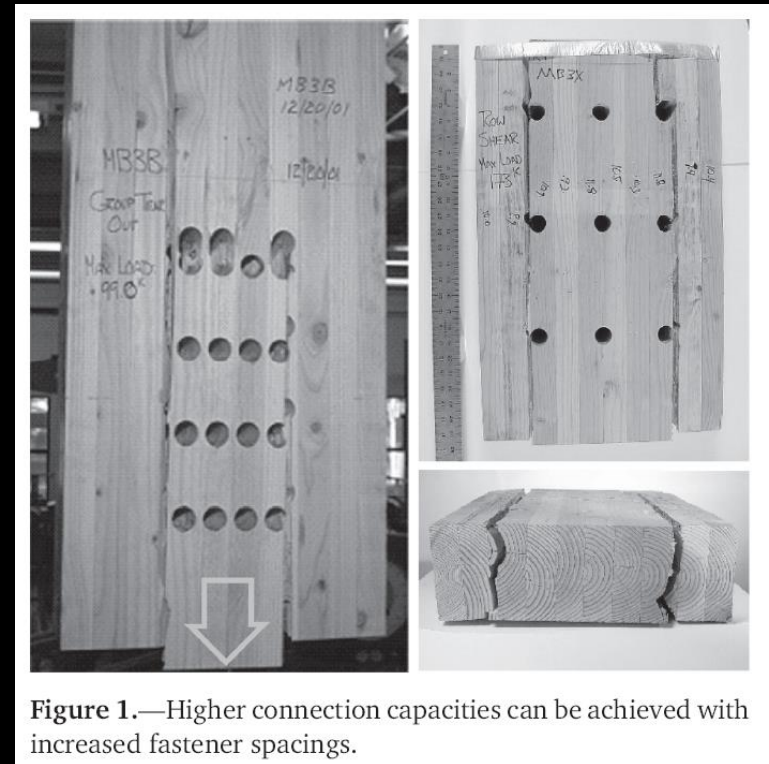 MB3B
12/20/01
12/20/01
MB3B
GROUP TEAR
OUT
MAX LOAD
99.0K
MB3X
ROW
SHEAR
MAX LOAD
173K
Figure 1.—Higher connection capacities can be achieved with
increased fastener spacings.